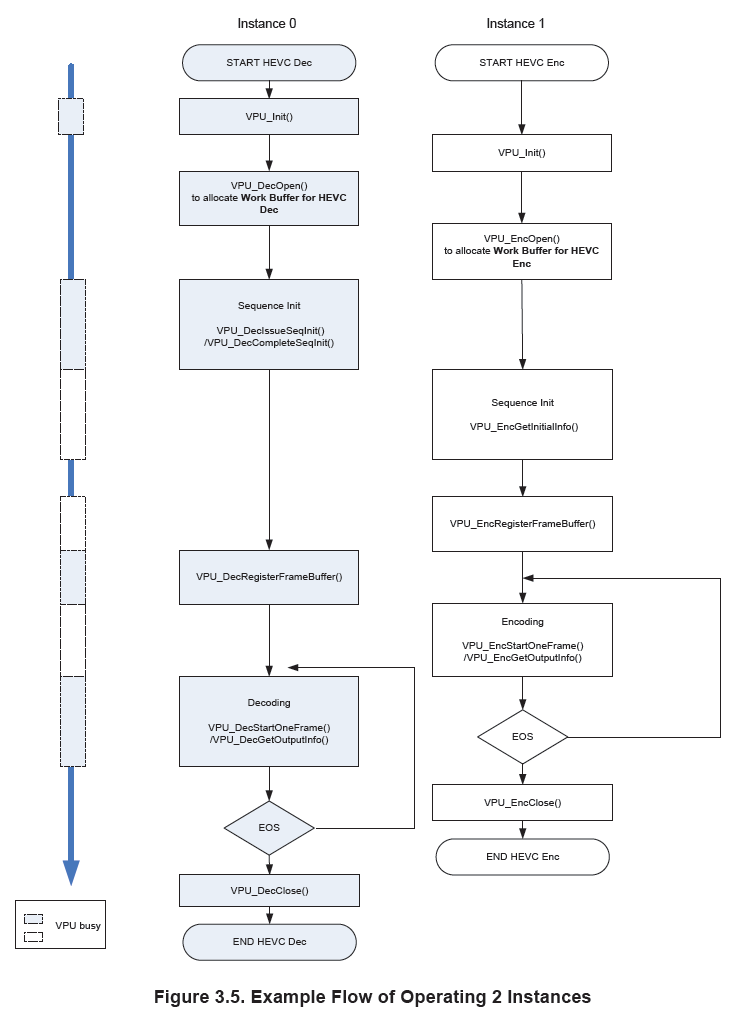 Instance 0
Instance 1
START HEVC Dec
START HEVC Enc
VPU_Init()
VPU_Init()
VPU_DecOpen()
to allocate Work Buffer for HEVC
Dec
VPU_EncOpen()
to allocate Work Buffer for HEVC
Enc
Sequence Init
VPU_DecIssueSeqInit()
/VPU_DecCompleteSeqInit()
Sequence Init
VPU_EncGetInitialInfo()
VPU_EncRegisterFrameBuffer()
VPU_DecRegisterFrameBuffer()
Encoding
VPU_EncStartOneFrame()
/VPU_EncGetOutputInfo()
Decoding
VPU_DecStartOneFrame()
/VPU_DecGetOutputInfo()
EOS
EOS
VPU_EncClose()
END HEVC Enc
VPU_DecClose()
END HEVC Dec
VPU busy
Figure 3.5. Example Flow of Operating 2 Instances